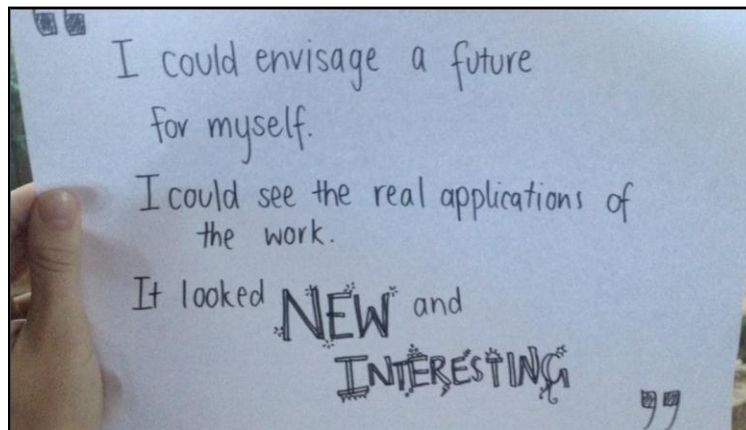 "
I could envisage a future
for myself.
I could see the real applications of
the work.
It looked NEW and
INTERESTING
"